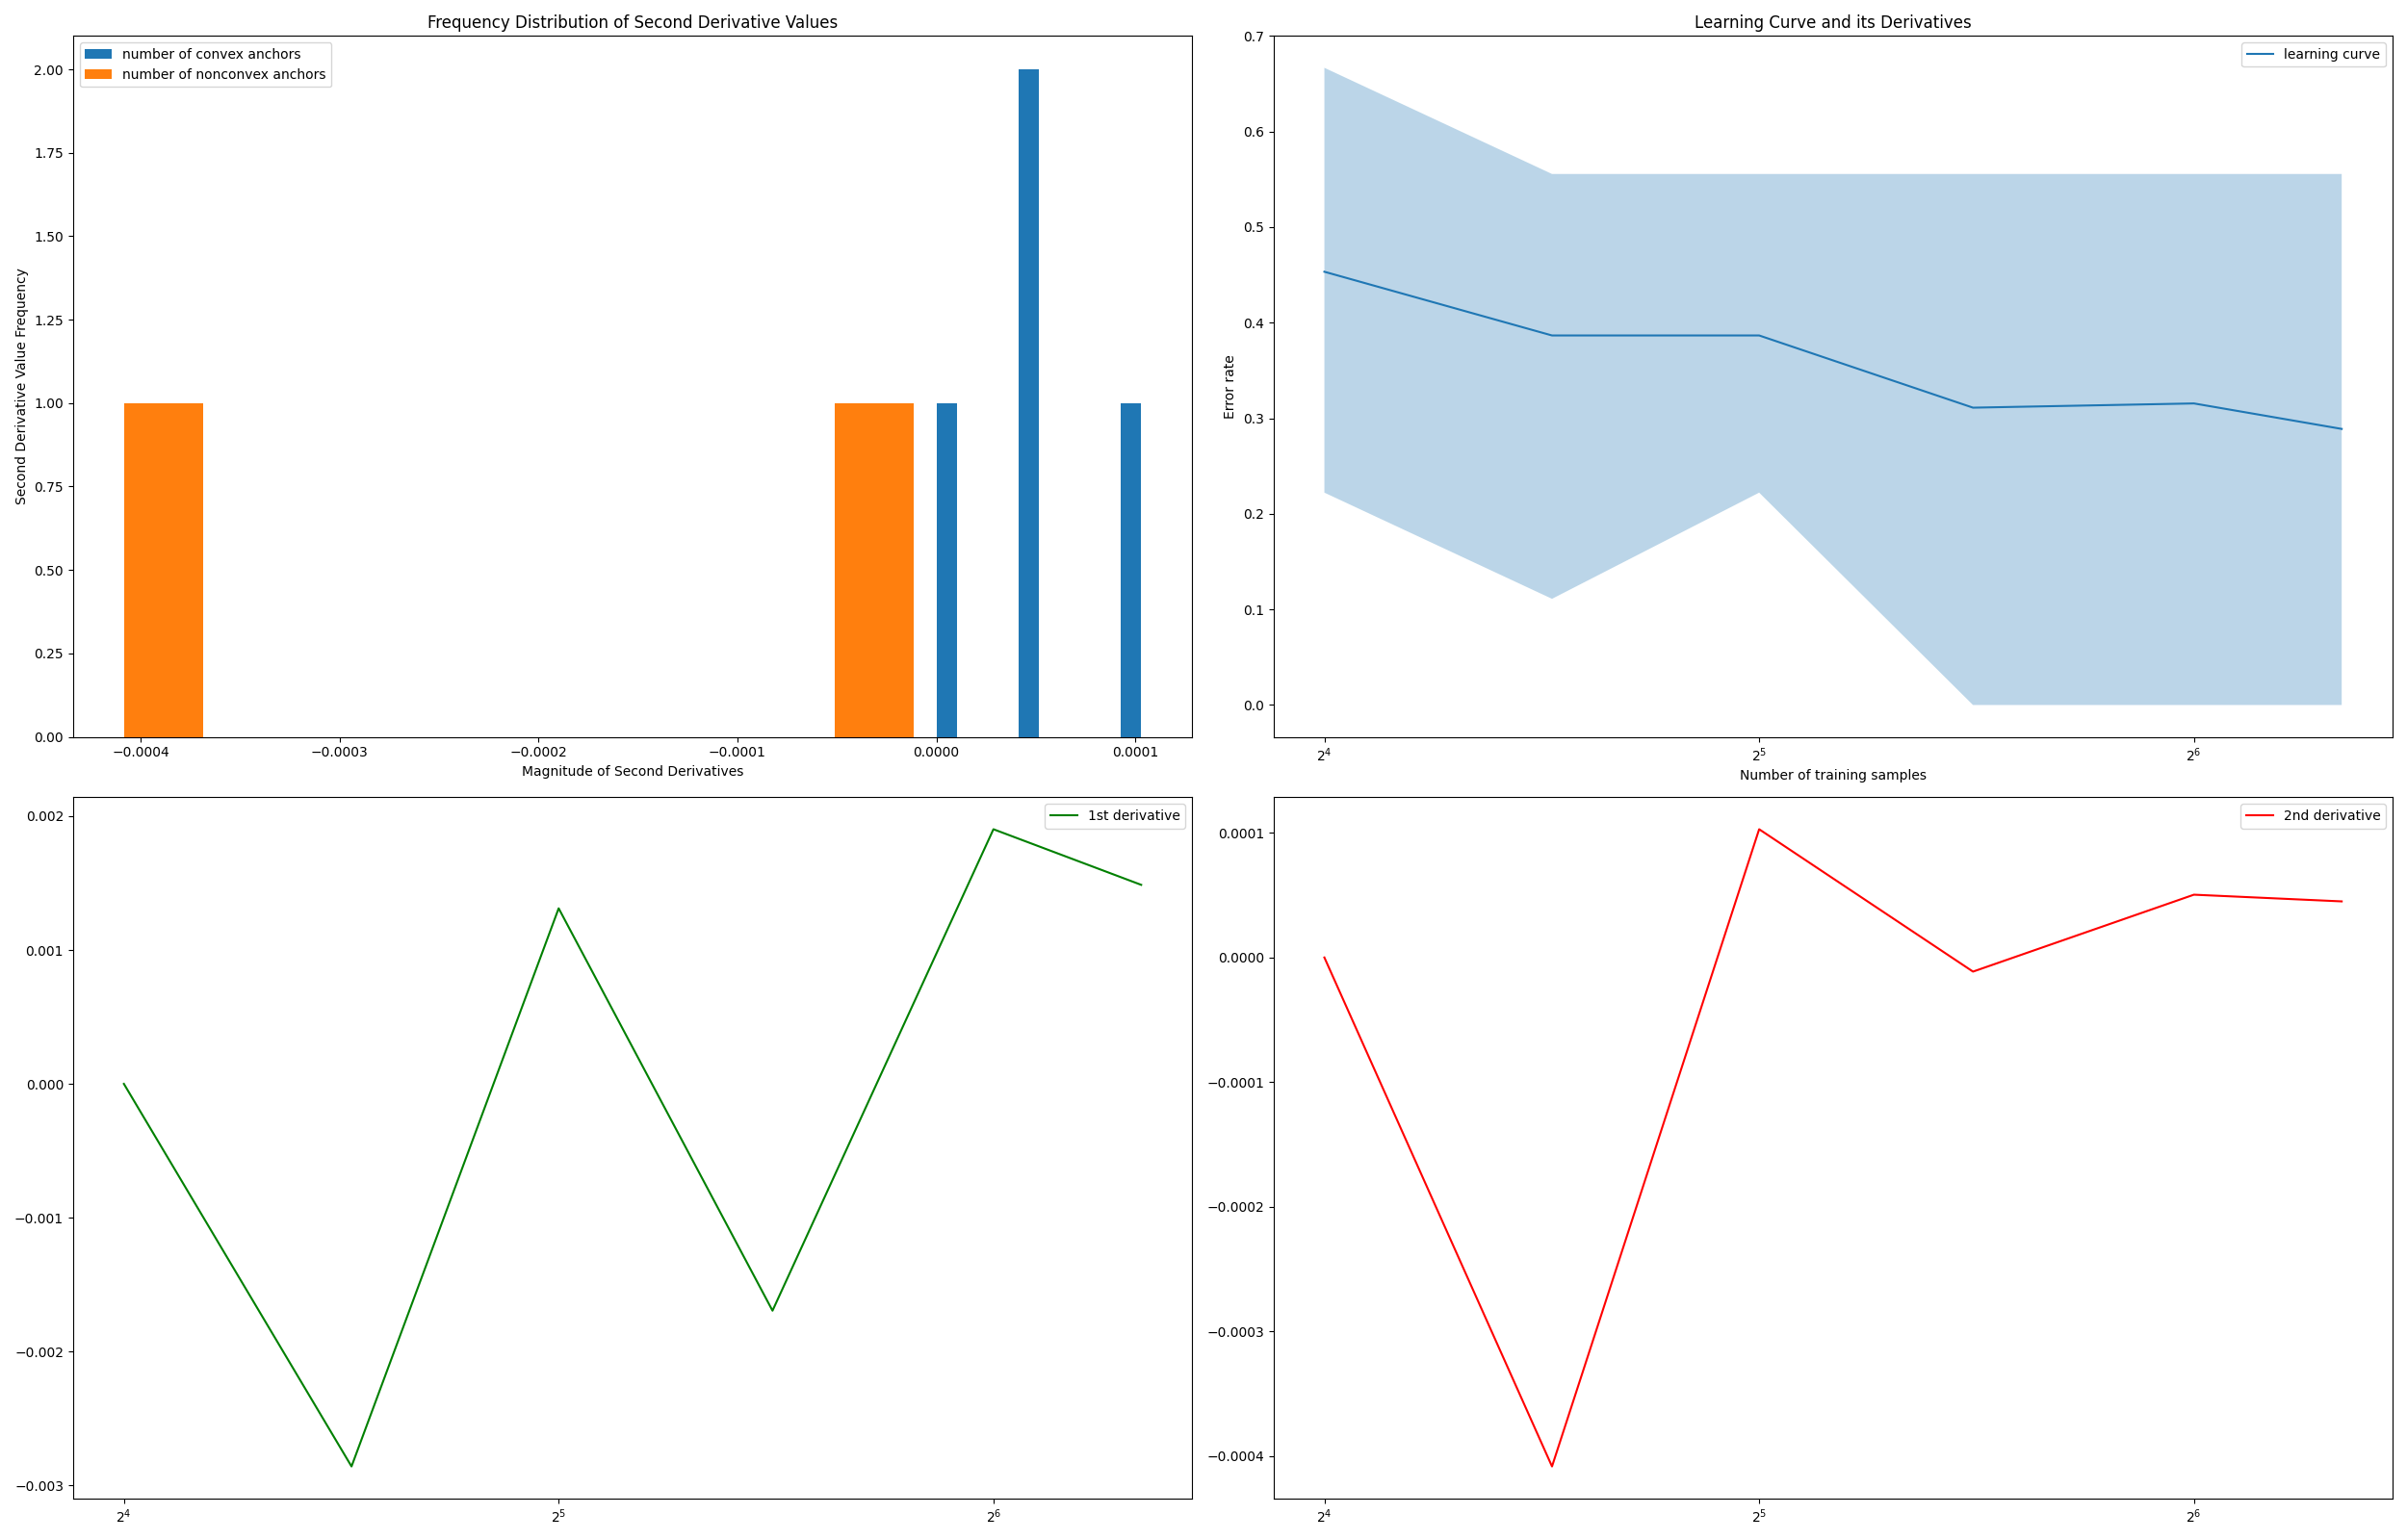 Frequency Distribution of Second Derivative Values
number of convex anchors
number of nonconvex anchors
2.00
1.75
1.50
1.25
1.00
0.75
0.50
0.25
0.00
Second Derivative Value Frequency
−0.0004 −0.0003 −0.0002 −0.0001 0.0000 0.0001
Magnitude of Second Derivatives
Learning Curve and its Derivatives
learning curve
0.7
0.6
0.5
0.4
0.3
0.2
0.1
0.0
Error rate
2⁴ 2⁵ 2⁶
Number of training samples
1st derivative
0.002
0.001
0.000
−0.001
−0.002
−0.003
2⁴ 2⁵ 2⁶
2nd derivative
0.0001
0.0000
−0.0001
−0.0002
−0.0003
−0.0004
2⁴ 2⁵ 2⁶